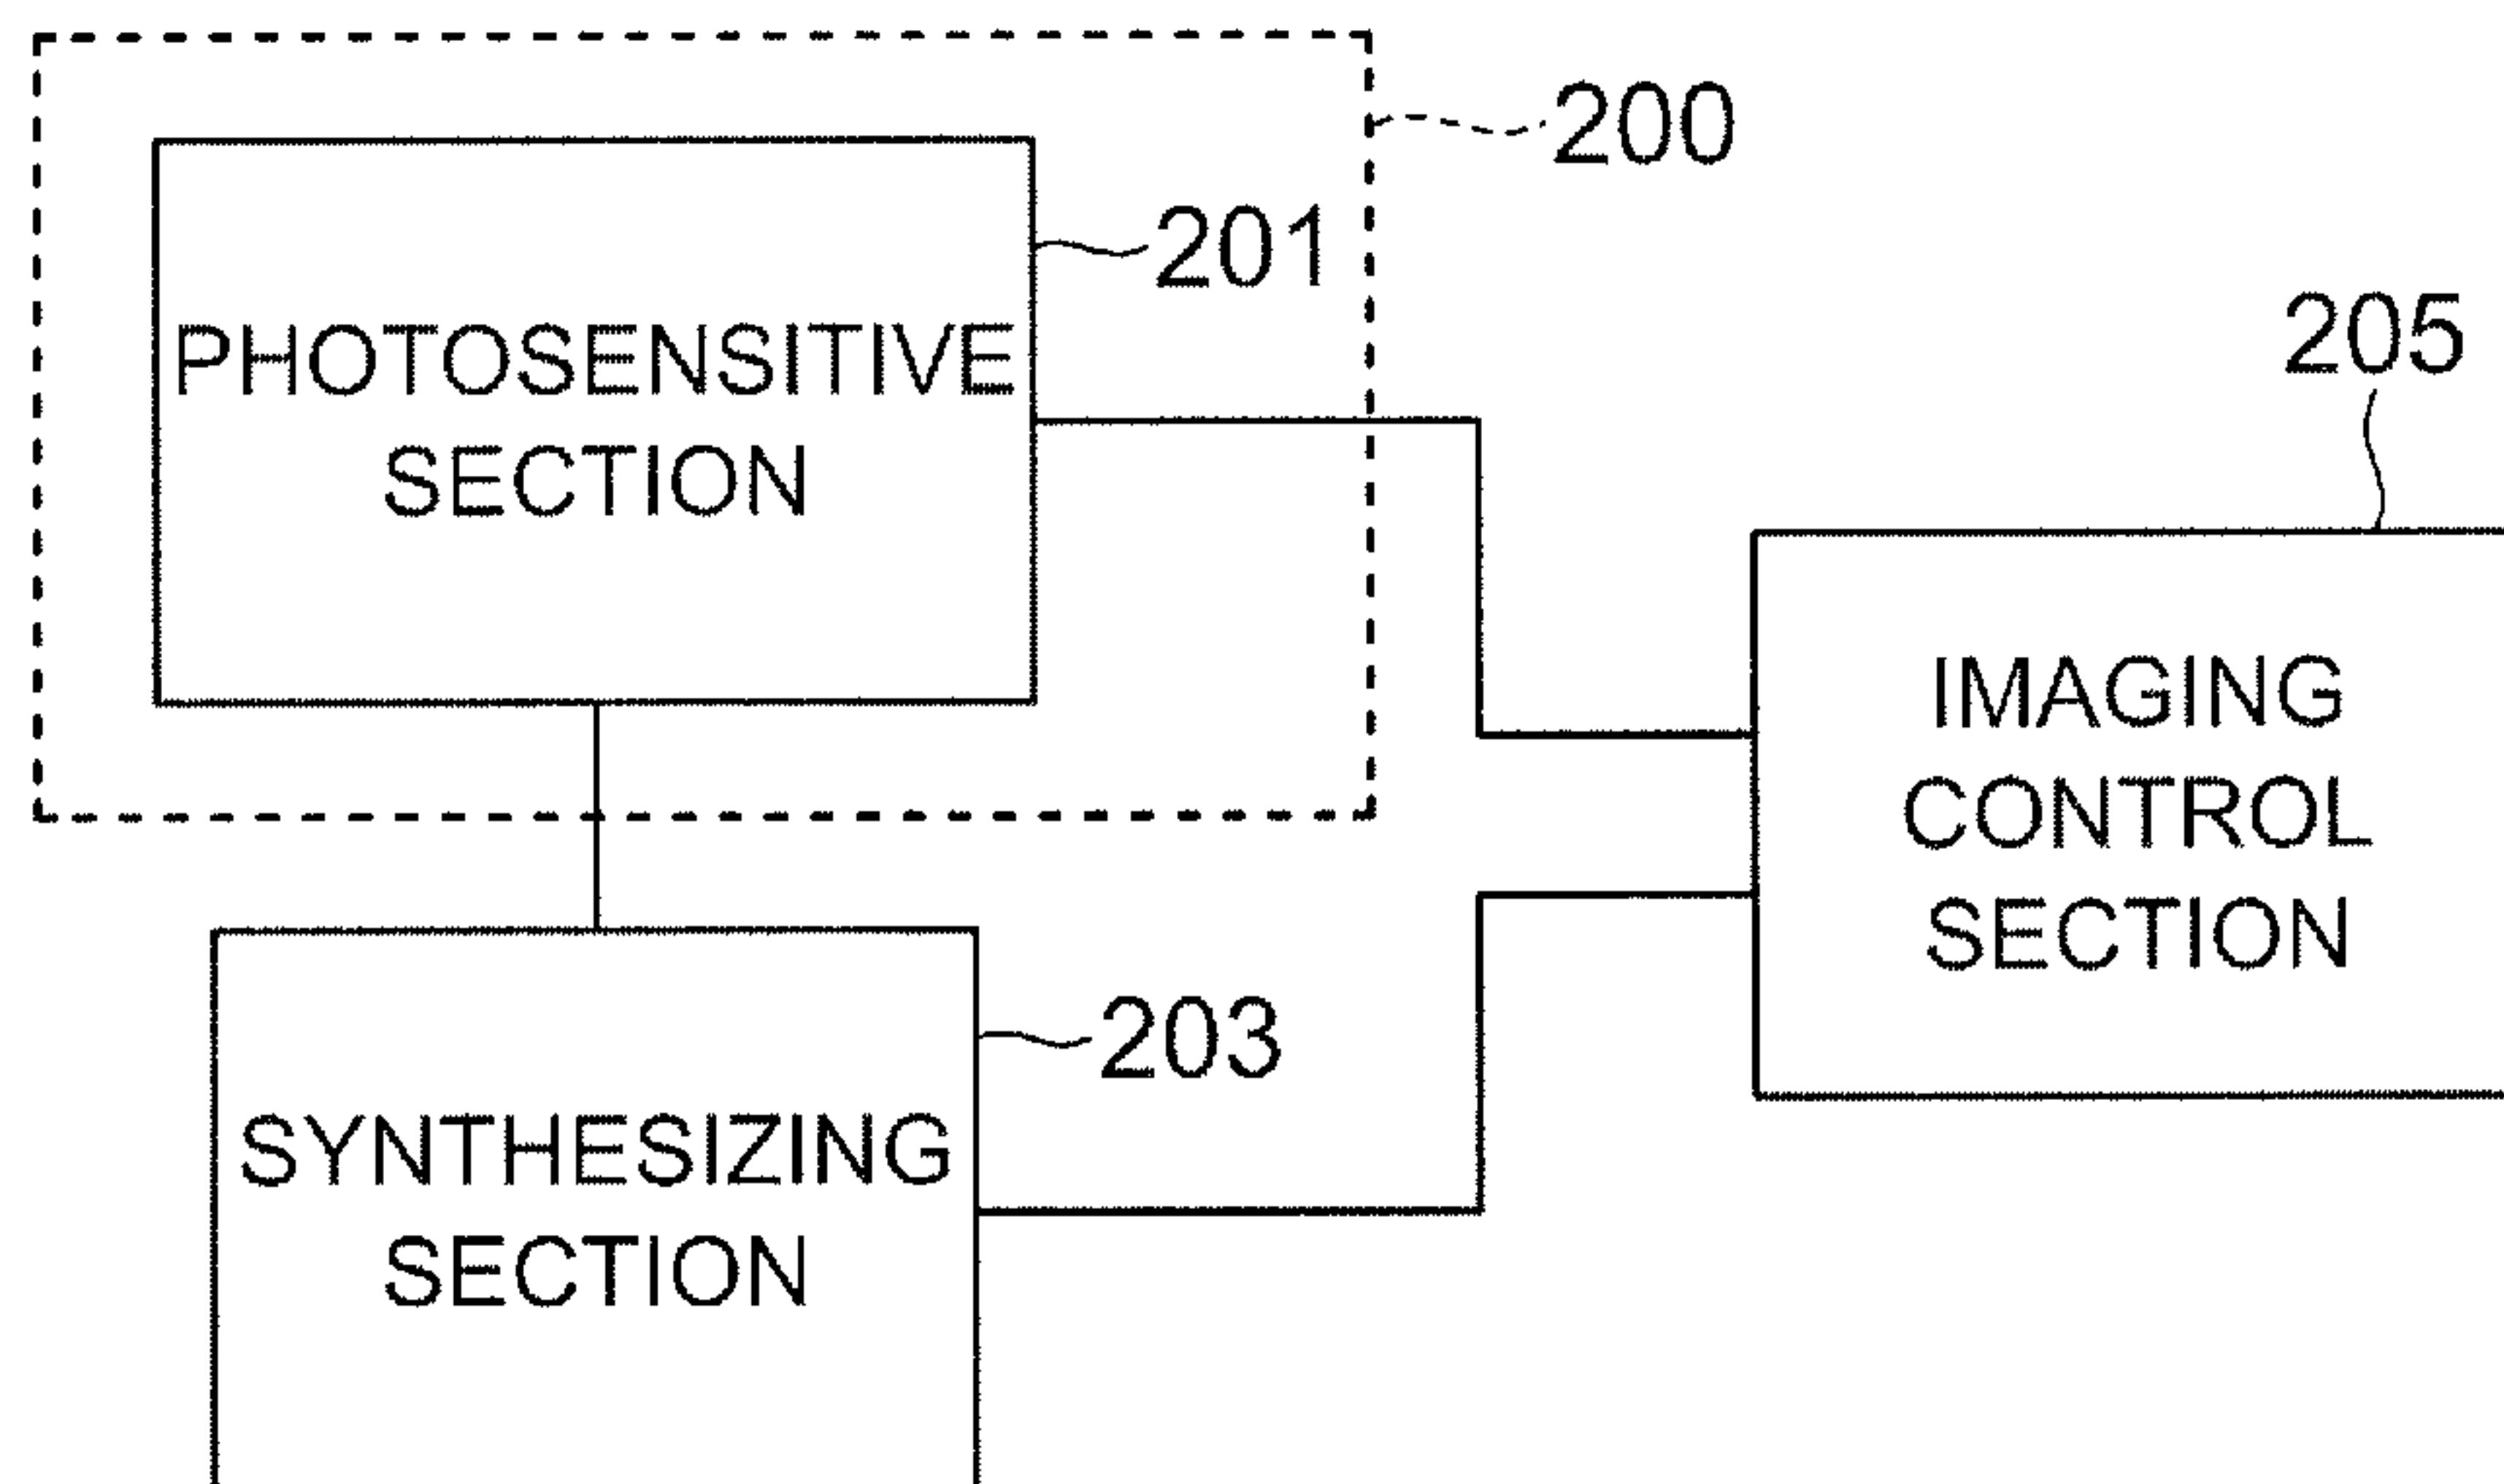 200
201
PHOTOSENSITIVE
SECTION
205
IMAGING
CONTROL
SECTION
203
SYNTHESIZING
SECTION